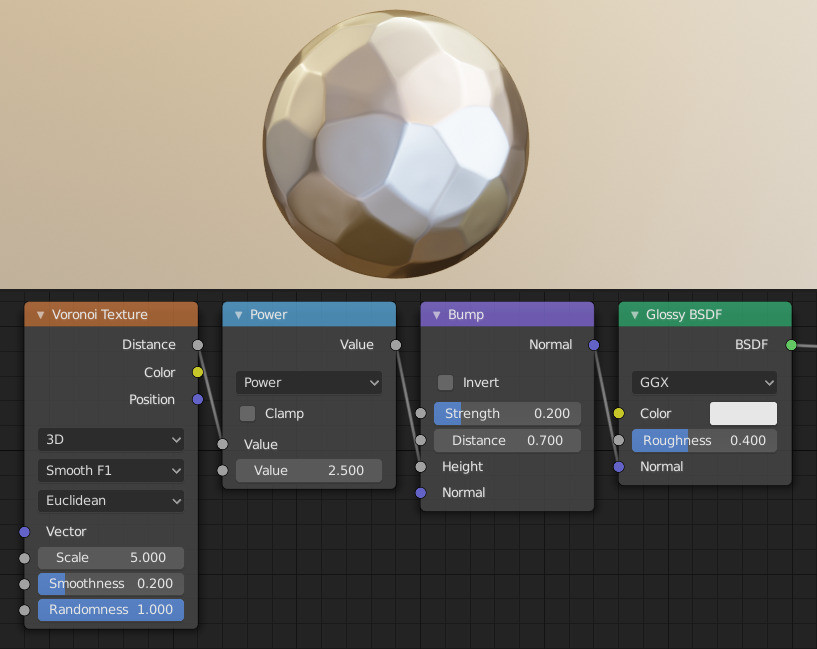 Voronoi Texture
Distance
Color
Position
3D
Smooth F1
Euclidean
Vector
Scale 5.000
Smoothness 0.200
Randomness 1.000
Power
Value
Power
Clamp
Value
Value 2.500
Bump
Normal
Invert
Strength 0.200
Distance 0.700
Height
Normal
Glossy BSDF
BSDF
GGX
Color
Roughness 0.400
Normal